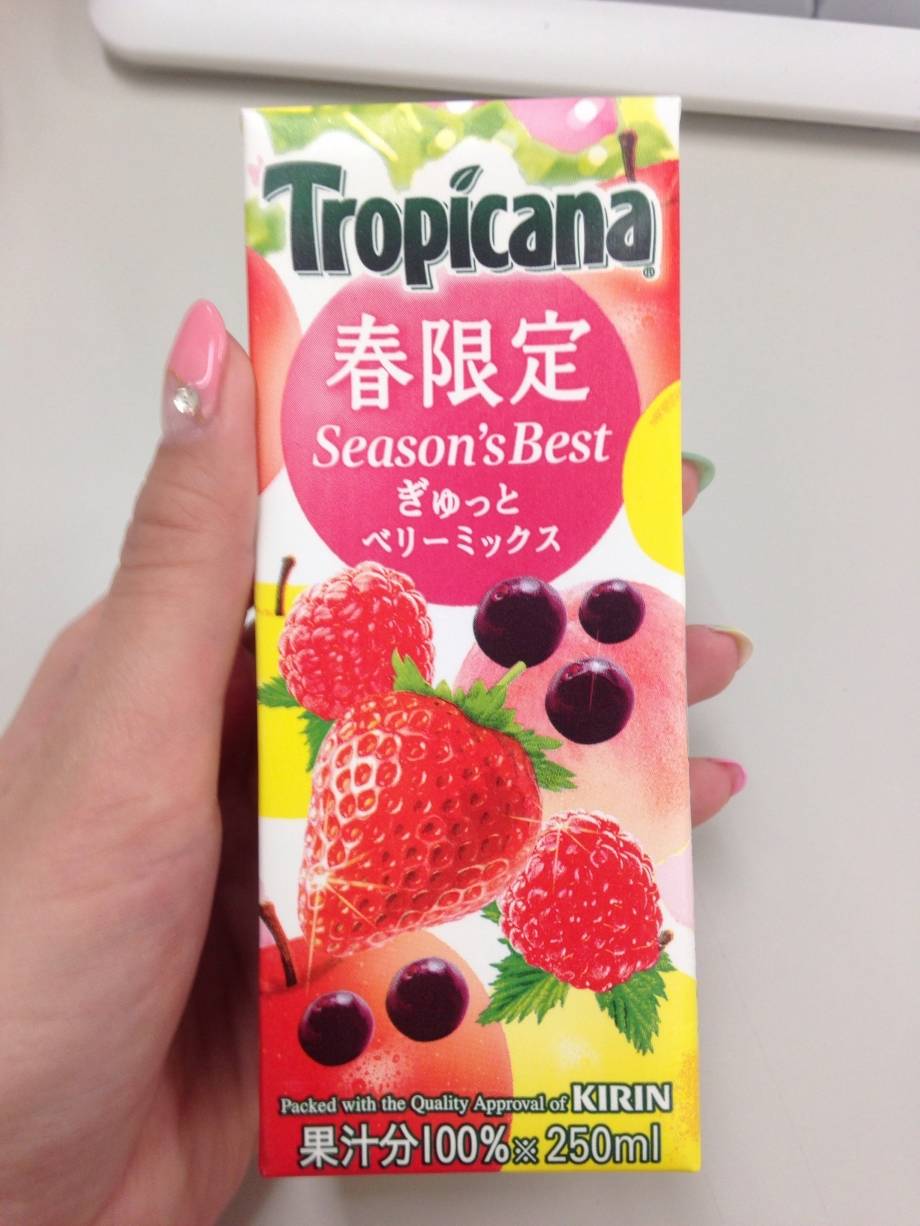 Tropicana
春限定
Season's Best
ぎゅっと
ベリーミックス
Packed with the Quality Approval of KIRIN
果汁分100%※ 250ml